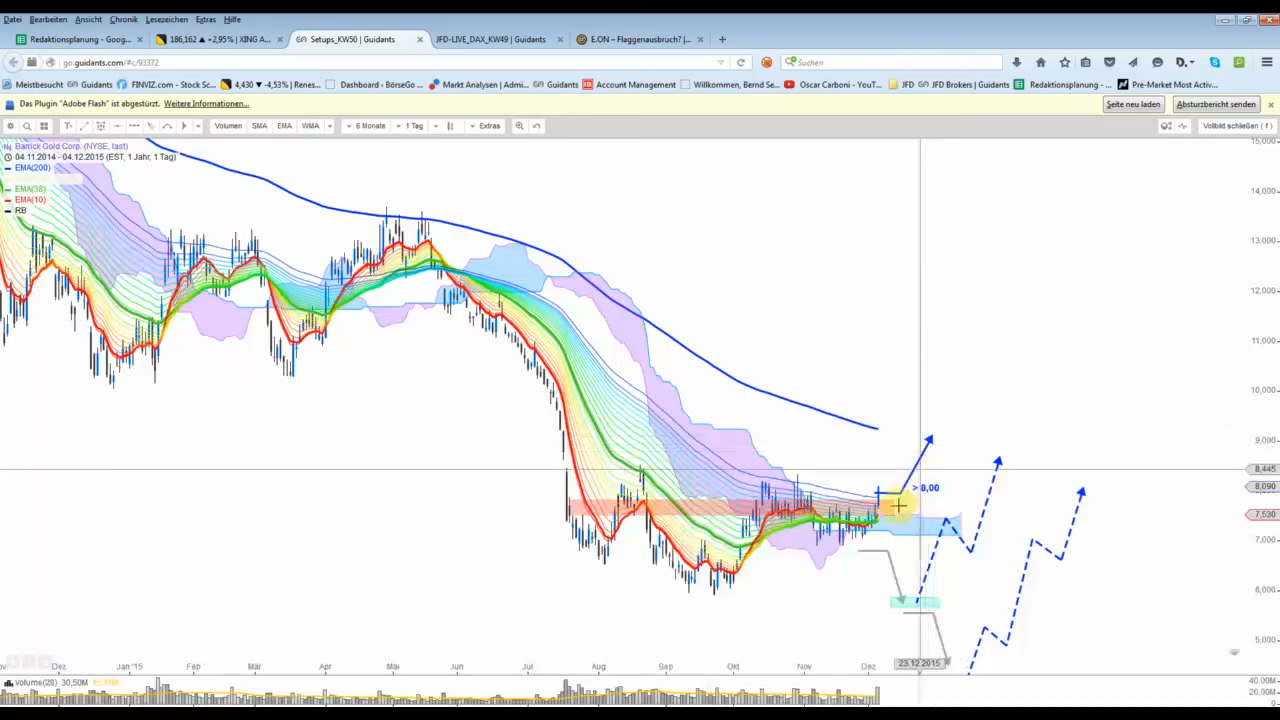 Datei Bearbeiten Ansicht Chronik Lesezeichen Extras Hilfe
Redaktionsplanung - Goog... 186,162 ▲ +2,95% | XING A... Setups_KW50 | Guidants JFD-LIVE_DAX_KW49 | Guidants E.ON – Flaggenausbruch? |...
go.guidants.com/#c/93372 Suchen
Meistbesucht Guidants FINVIZ.com - Stock Sc... 4,430 ▼ -4,53% | Renes... Dashboard - BörseGo ... Markt Analysen | Admi... Guidants Account Management Willkommen, Bernd Se... Oscar Carboni - YouT... JFD JFD Brokers | Guidants Redaktionsplanung - ... Pre-Market Most Activ...
Das Plugin "Adobe Flash" ist abgestürzt. Weitere Informationen... Seite neu laden Absturzbericht senden
Volumen SMA EMA WMA 6 Monate 1 Tag Extras Vollbild schließen ( f )
Barrick Gold Corp. (NYSE, last)
04.11.2014 - 04.12.2015 (EST, 1 Jahr, 1 Tag)
EMA(200)
EMA(38)
EMA(10)
RB
15,000
14,000
13,000
12,000
11,000
10,000
9,000
8,445
8,090
> 8,00
7,530
7,000
6,000
5,000
Dez Jan '15 Feb Mär Apr Mai Jun Jul Aug Sep Okt Nov Dez 23.12.2015
Volume(28) 30,50M
40,00M
20,00M
0